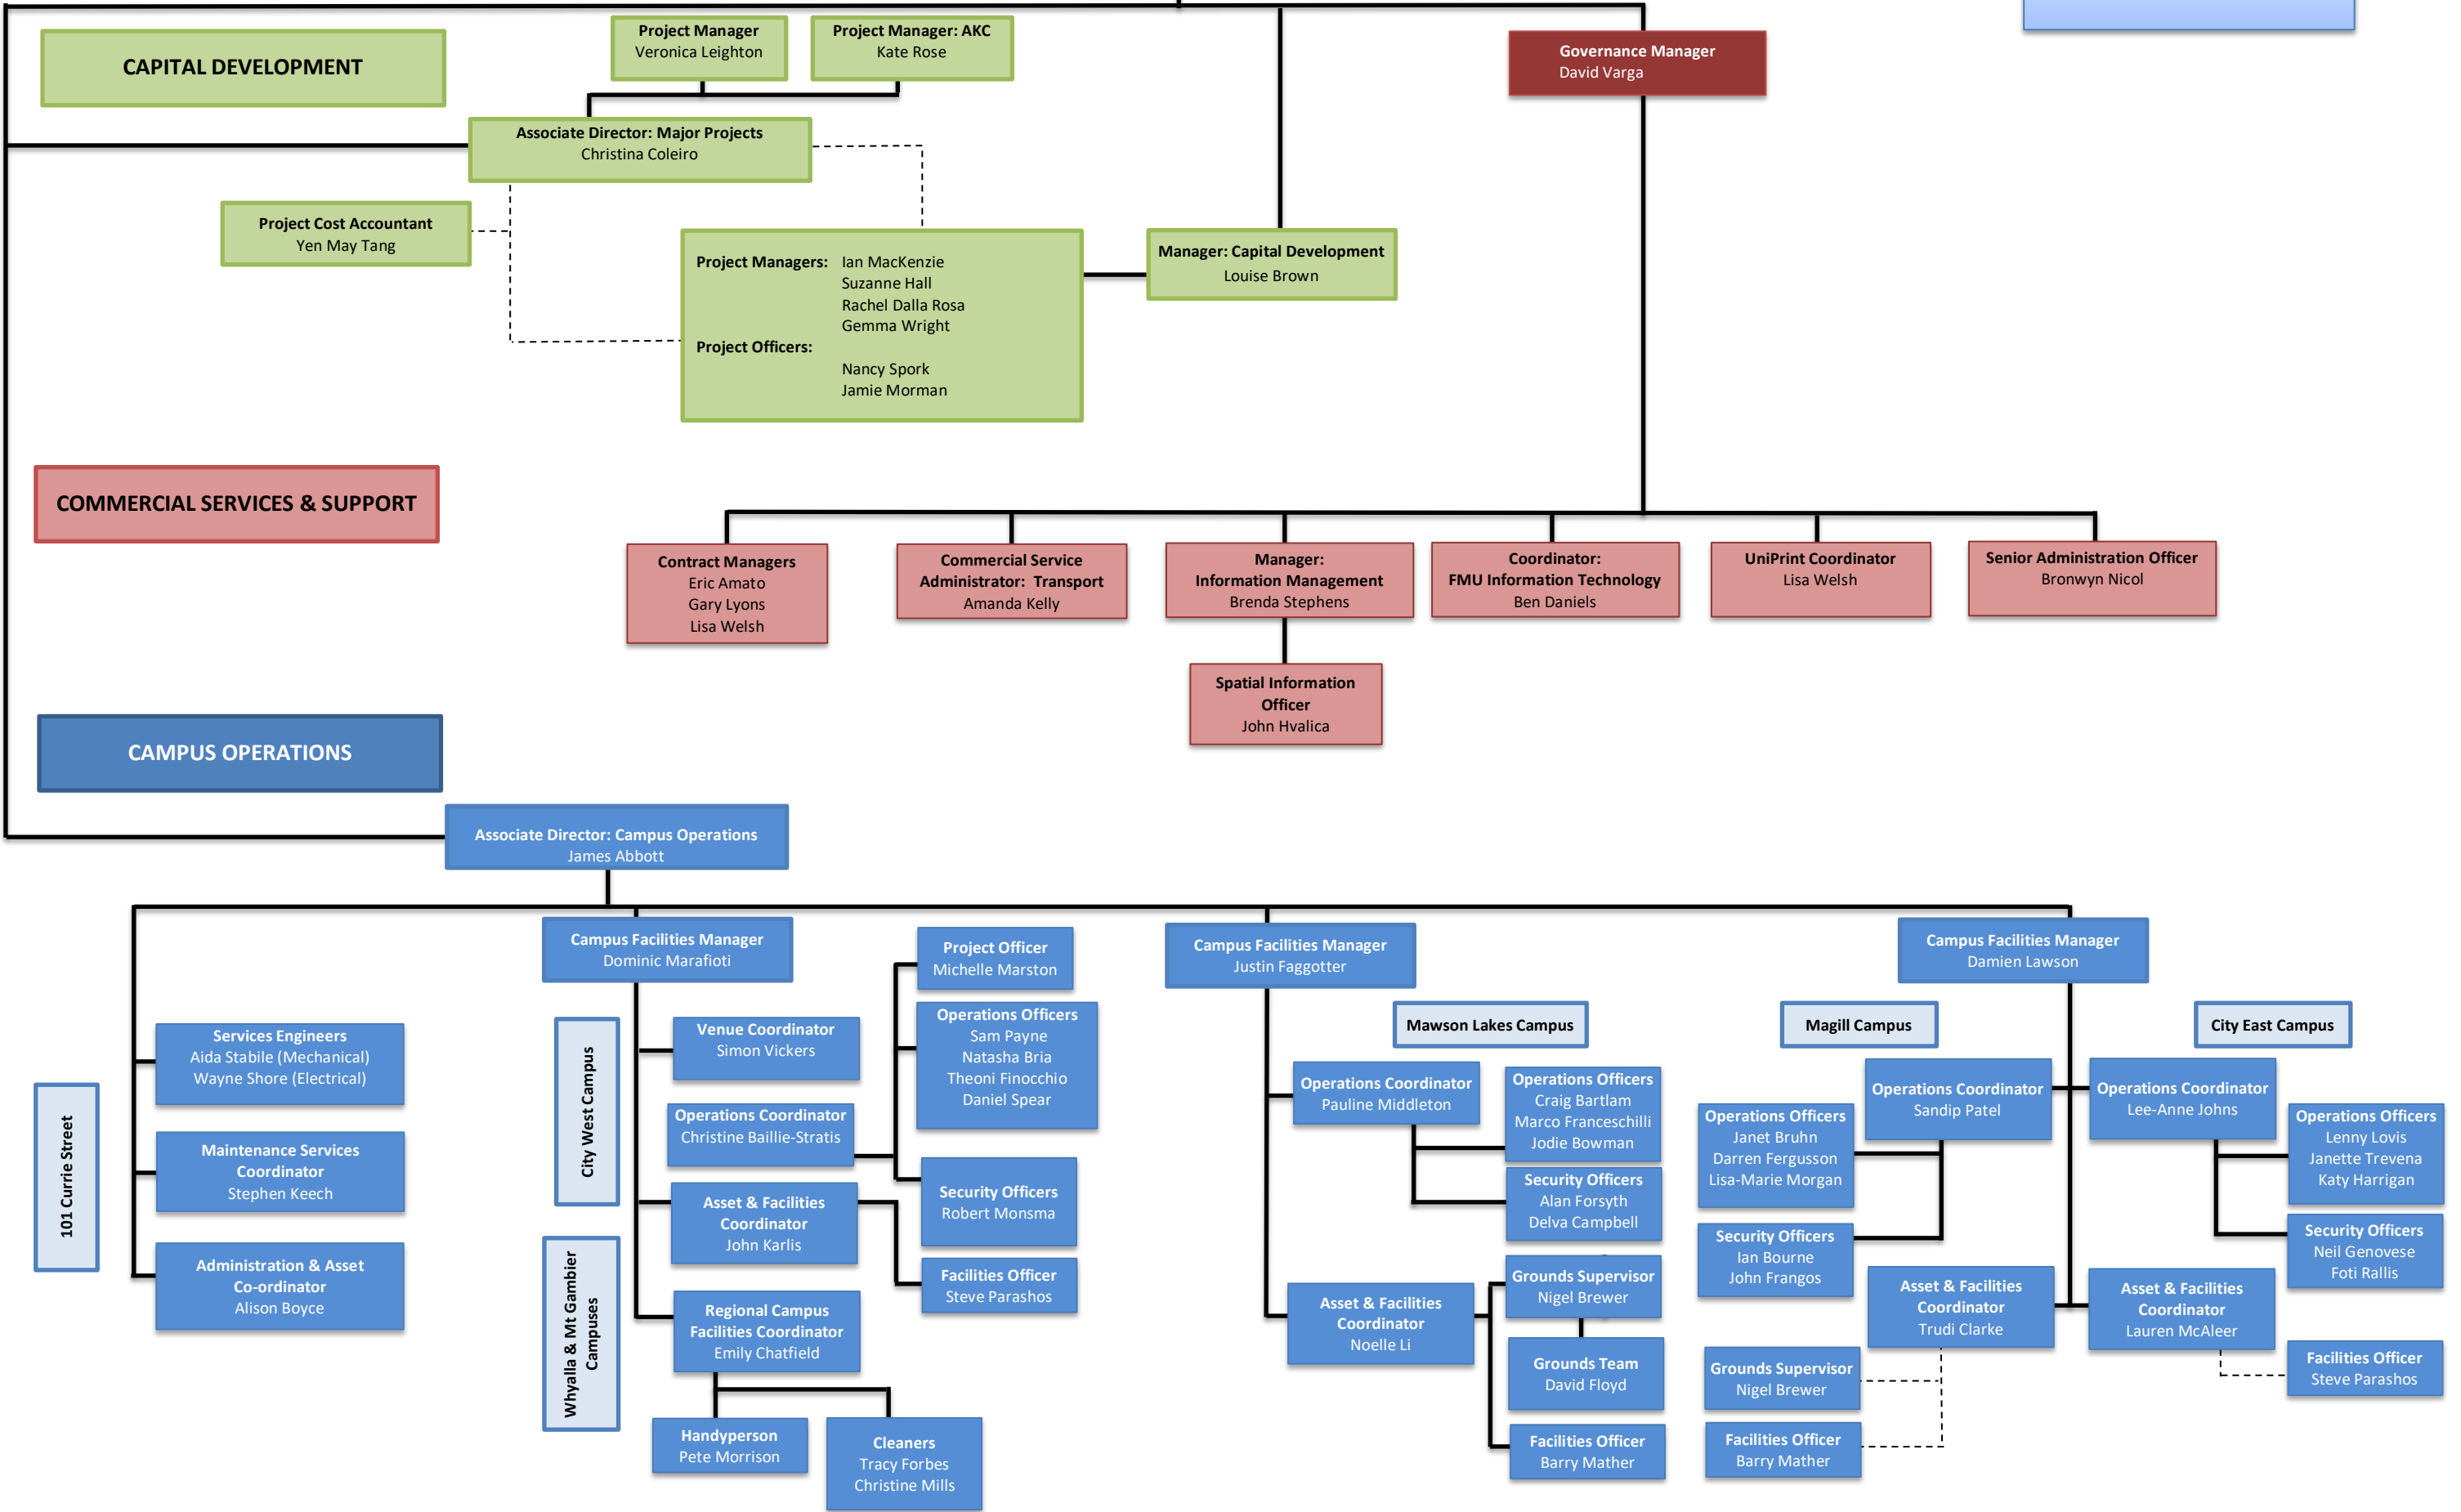 CAPITAL DEVELOPMENT
Project Manager
Veronica Leighton
Project Manager: AKC
Kate Rose
Governance Manager
David Varga
Associate Director: Major Projects
Christina Coleiro
Project Cost Accountant
Yen May Tang
Project Managers: Ian MacKenzie
Suzanne Hall
Rachel Dalla Rosa
Gemma Wright
Project Officers:
Nancy Spork
Jamie Morman
Manager: Capital Development
Louise Brown
COMMERCIAL SERVICES & SUPPORT
Contract Managers
Eric Amato
Gary Lyons
Lisa Welsh
Commercial Service
Administrator: Transport
Amanda Kelly
Manager:
Information Management
Brenda Stephens
Coordinator:
FMU Information Technology
Ben Daniels
UniPrint Coordinator
Lisa Welsh
Senior Administration Officer
Bronwyn Nicol
Spatial Information
Officer
John Hvalica
CAMPUS OPERATIONS
Associate Director: Campus Operations
James Abbott
101 Currie Street
Services Engineers
Aida Stabile (Mechanical)
Wayne Shore (Electrical)
Maintenance Services
Coordinator
Stephen Keech
Administration & Asset
Co-ordinator
Alison Boyce
Campus Facilities Manager
Dominic Marafioti
City West Campus
Venue Coordinator
Simon Vickers
Operations Coordinator
Christine Baillie-Stratis
Project Officer
Michelle Marston
Operations Officers
Sam Payne
Natasha Bria
Theoni Finocchio
Daniel Spear
Security Officers
Robert Monsma
Asset & Facilities
Coordinator
John Karlis
Facilities Officer
Steve Parashos
Whyalla & Mt Gambier
Campuses
Regional Campus
Facilities Coordinator
Emily Chatfield
Handyperson
Pete Morrison
Cleaners
Tracy Forbes
Christine Mills
Campus Facilities Manager
Justin Faggotter
Mawson Lakes Campus
Operations Coordinator
Pauline Middleton
Operations Officers
Craig Bartlam
Marco Franceschilli
Jodie Bowman
Security Officers
Alan Forsyth
Delva Campbell
Asset & Facilities
Coordinator
Noelle Li
Grounds Supervisor
Nigel Brewer
Grounds Team
David Floyd
Facilities Officer
Barry Mather
Campus Facilities Manager
Damien Lawson
Magill Campus
Operations Coordinator
Sandip Patel
Operations Officers
Janet Bruhn
Darren Fergusson
Lisa-Marie Morgan
Security Officers
Ian Bourne
John Frangos
Asset & Facilities
Coordinator
Trudi Clarke
Grounds Supervisor
Nigel Brewer
Facilities Officer
Barry Mather
City East Campus
Operations Coordinator
Lee-Anne Johns
Operations Officers
Lenny Lovis
Janette Trevena
Katy Harrigan
Security Officers
Neil Genovese
Foti Rallis
Asset & Facilities
Coordinator
Lauren McAleer
Facilities Officer
Steve Parashos